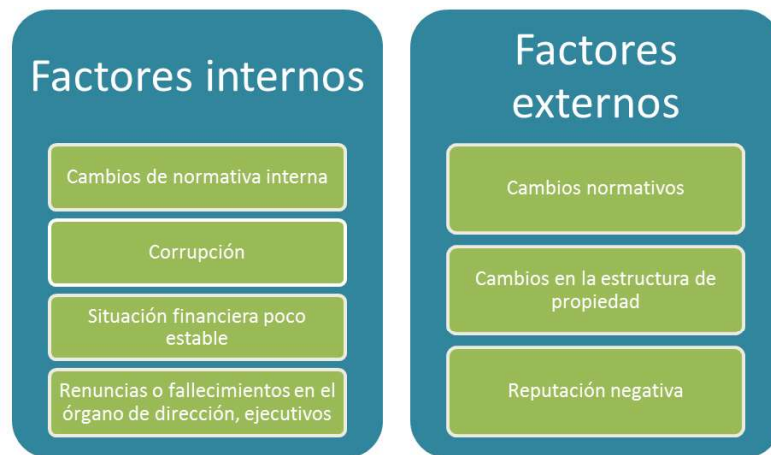 Factores internos
Cambios de normativa interna
Corrupción
Situación financiera poco
estable
Renuncias o fallecimientos en el
órgano de dirección, ejecutivos
Factores
externos
Cambios normativos
Cambios en la estructura de
propiedad
Reputación negativa